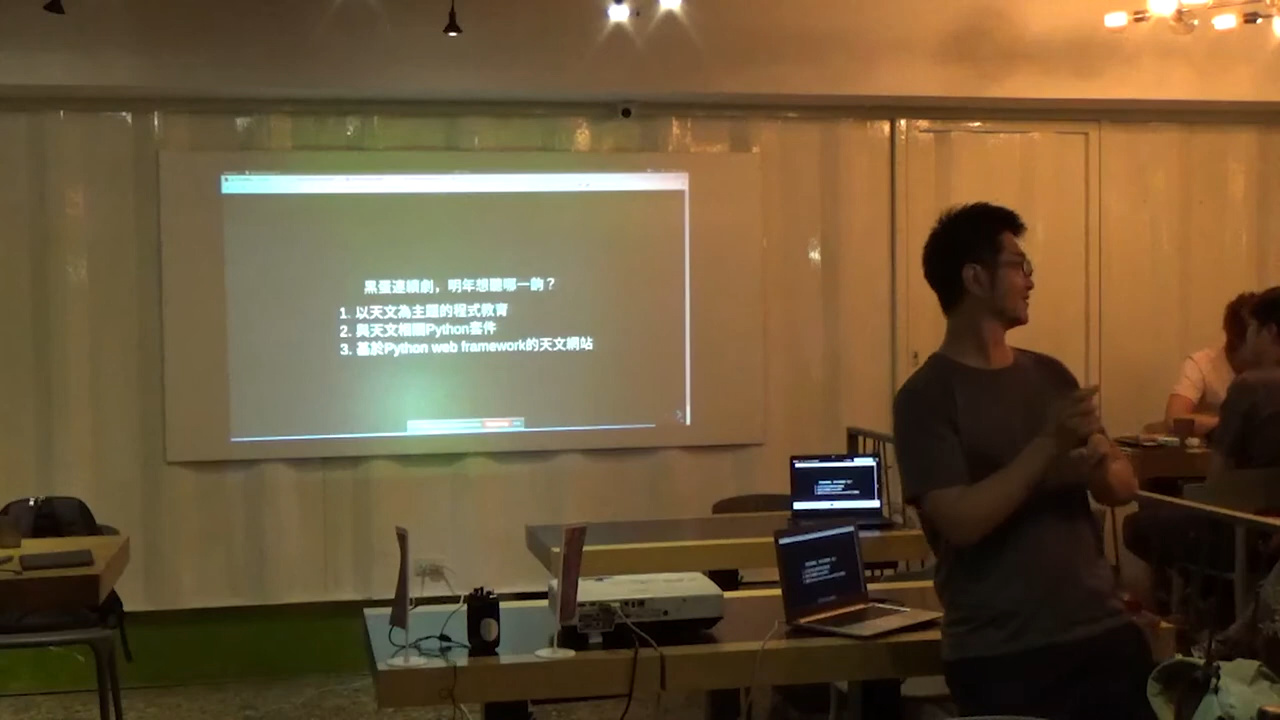 黑蛋連續劇，明年想聽哪一齣？
1. 以天文為主題的程式教育
2. 與天文相關Python套件
3. 基於Python web framework的天文網站